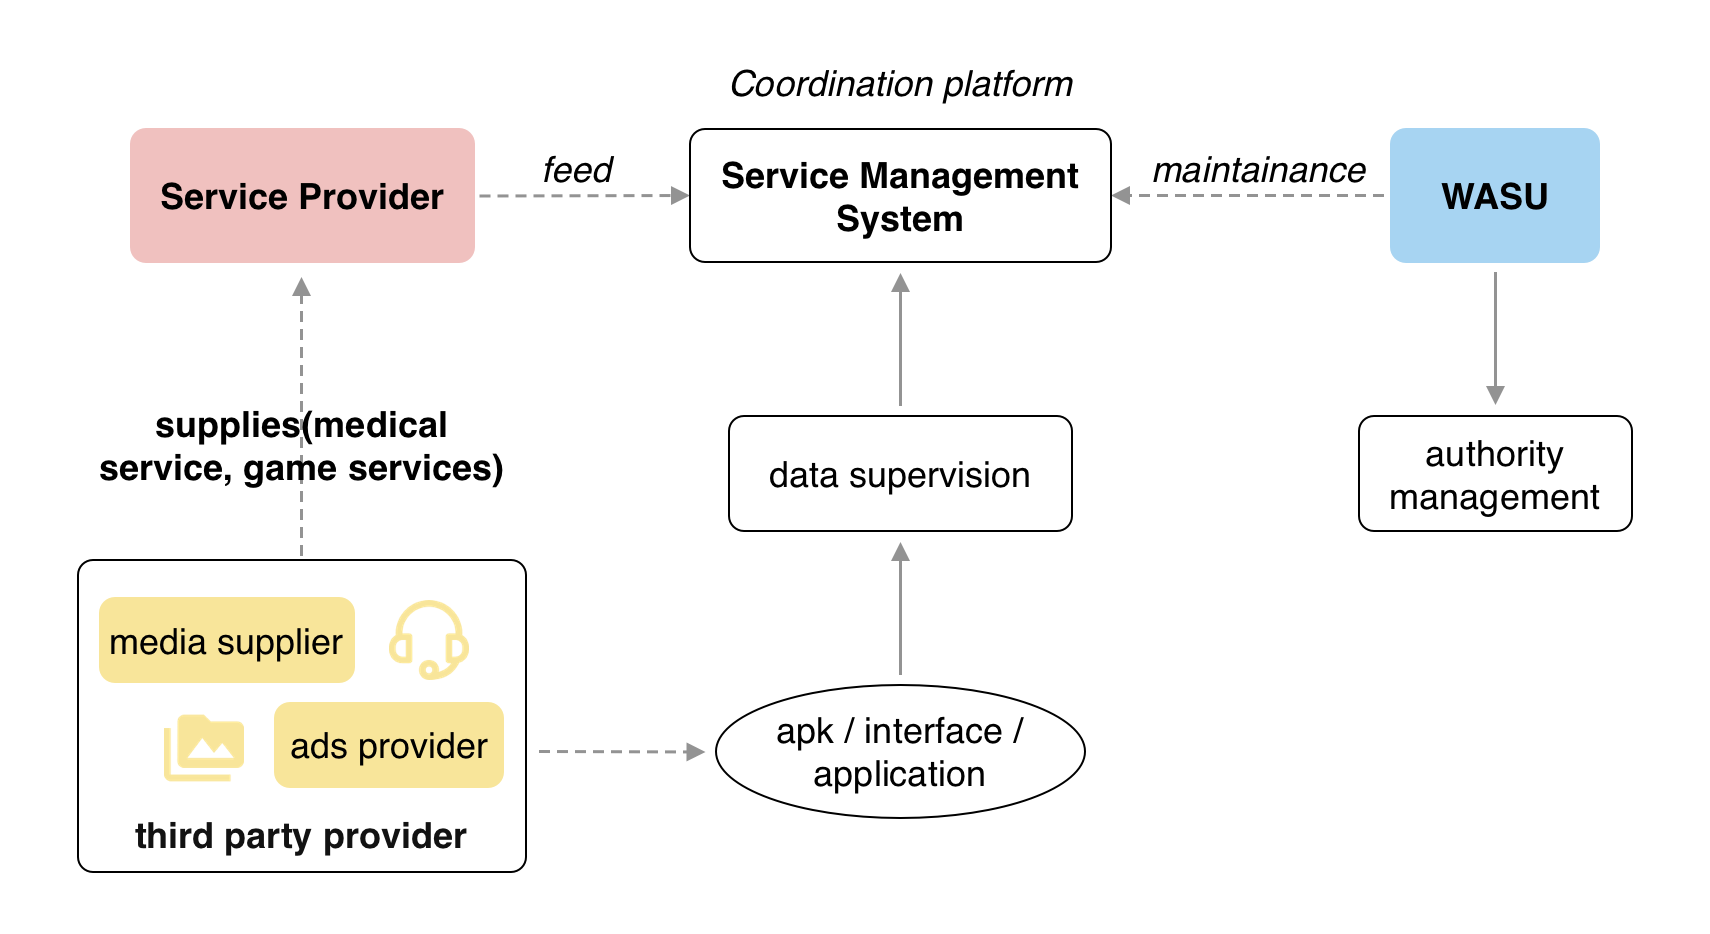 Coordination platform
Service Provider
feed
Service Management
System
maintainance
WASU
supplies(medical
service, game services)
data supervision
authority
management
media supplier
ads provider
third party provider
apk / interface /
application